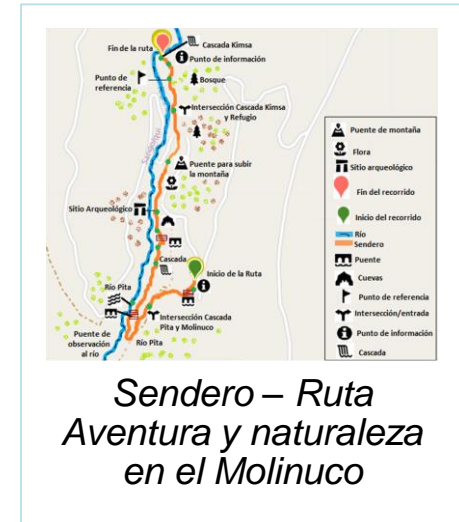 Fin de la ruta
Cascada Kimsa
Punto de información
Punto de
referencia
Bosque
Intersección Cascada Kimsa
y Refugio
Puente para subir
la montaña
Sitio Arqueológico
Cascada
Inicio de la Ruta
Río Pita
Puente de
observación
al río
Río Pita
Intersección Cascada
Pita y Molinuco
Puente de montaña
Flora
Sitio arqueológico
Fin del recorrido
Inicio del recorrido
Río
Sendero
Puente
Cuevas
Punto de referencia
Intersección/entrada
Punto de información
Cascada
Sendero – Ruta
Aventura y naturaleza
en el Molinuco